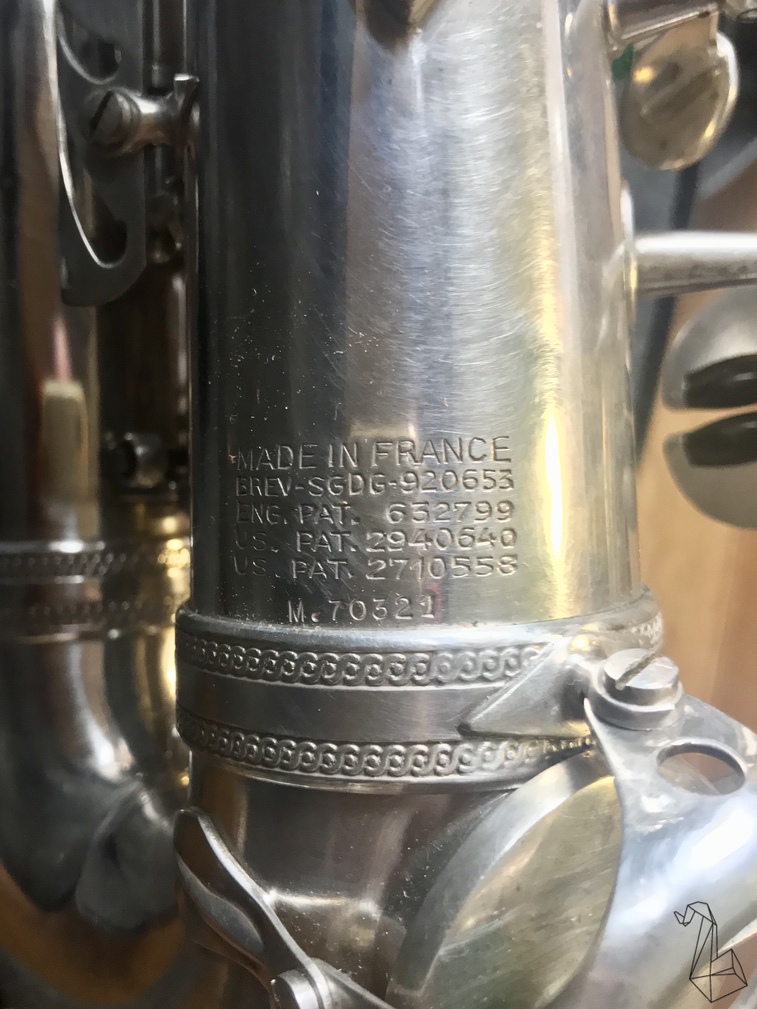 MADE IN FRANCE
BREV-SGDG-920653
ENG. PAT. 632799
US. PAT. 2940640
US. PAT. 2710558
M.70321